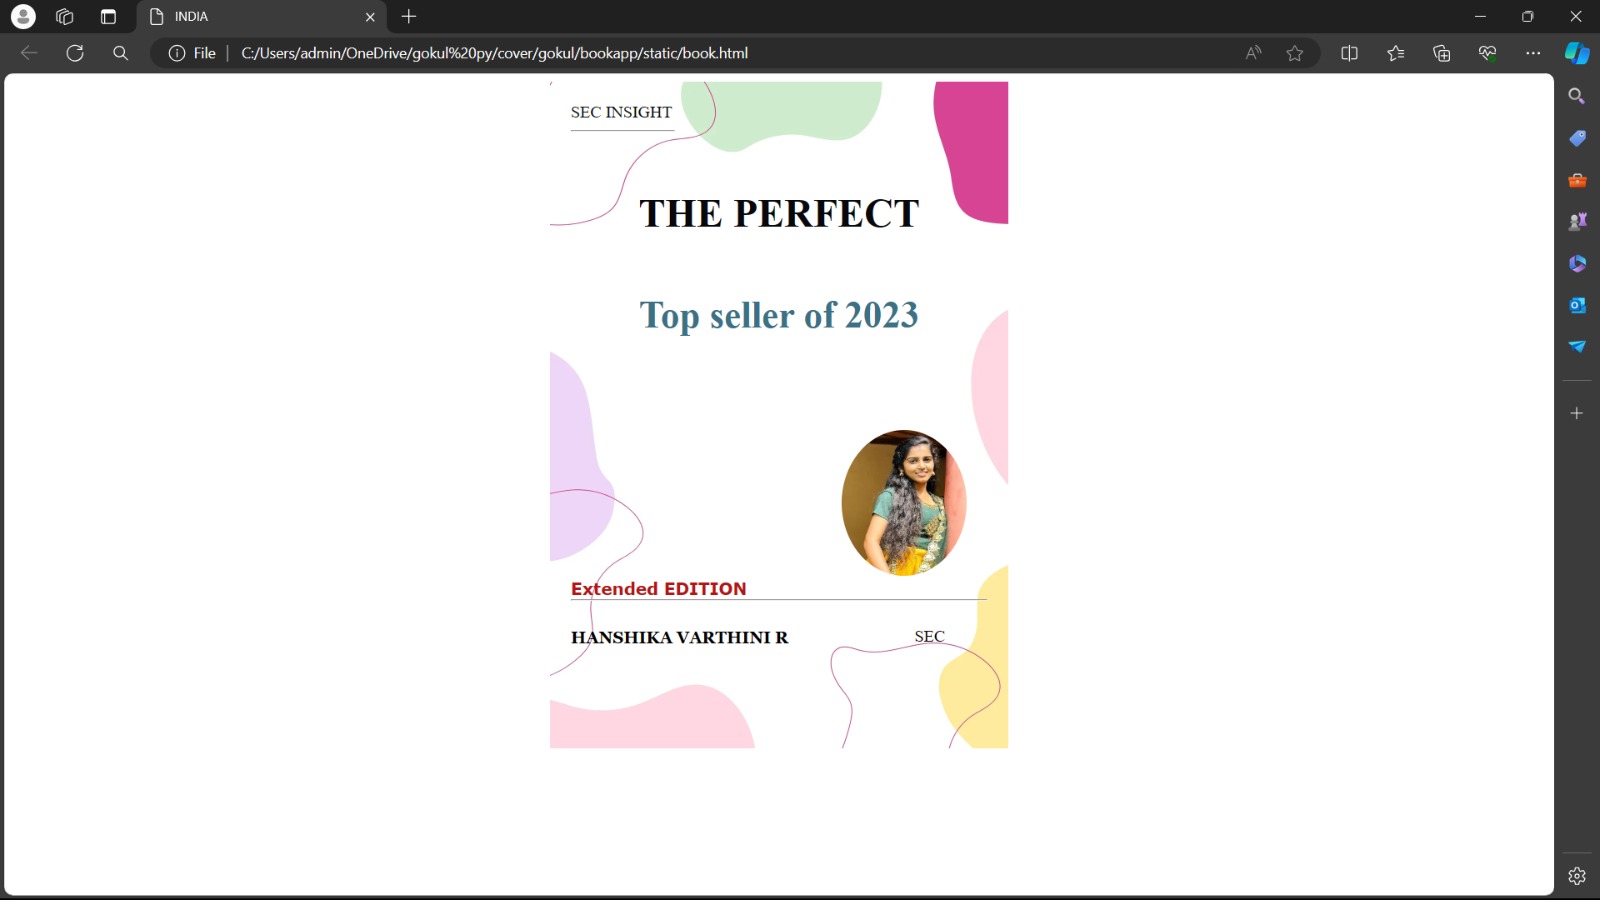 INDIA
File
C:/Users/admin/OneDrive/gokul%20py/cover/gokul/bookapp/static/book.html
SEC INSIGHT
THE PERFECT
Top seller of 2023
Extended EDITION
HANSHIKA VARTHINI R SEC